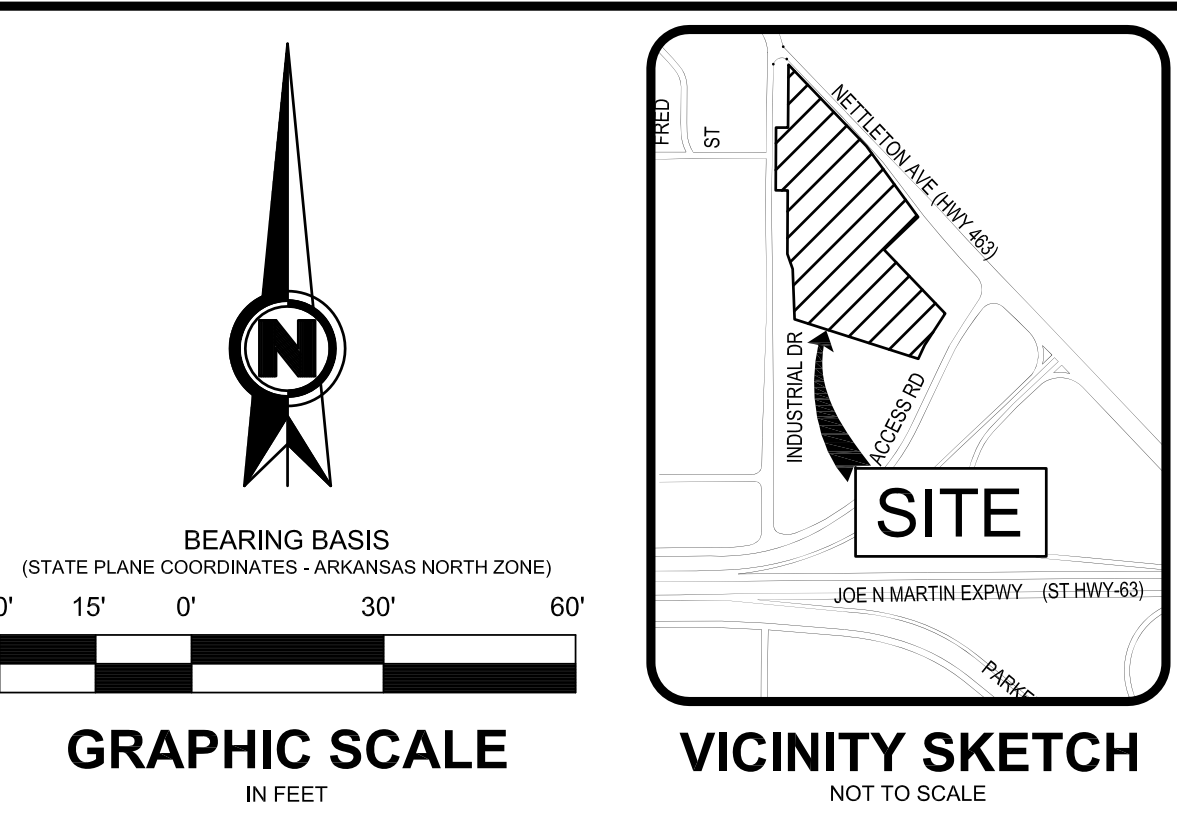 N
BEARING BASIS
(STATE PLANE COORDINATES - ARKANSAS NORTH ZONE)
15' 0' 30' 60'
GRAPHIC SCALE
IN FEET
FRED
ST
NETTLETON AVE (HWY 463)
INDUSTRIAL DR
ACCESS RD
SITE
JOE N MARTIN EXPWY (ST HWY-63)
VICINITY SKETCH
NOT TO SCALE